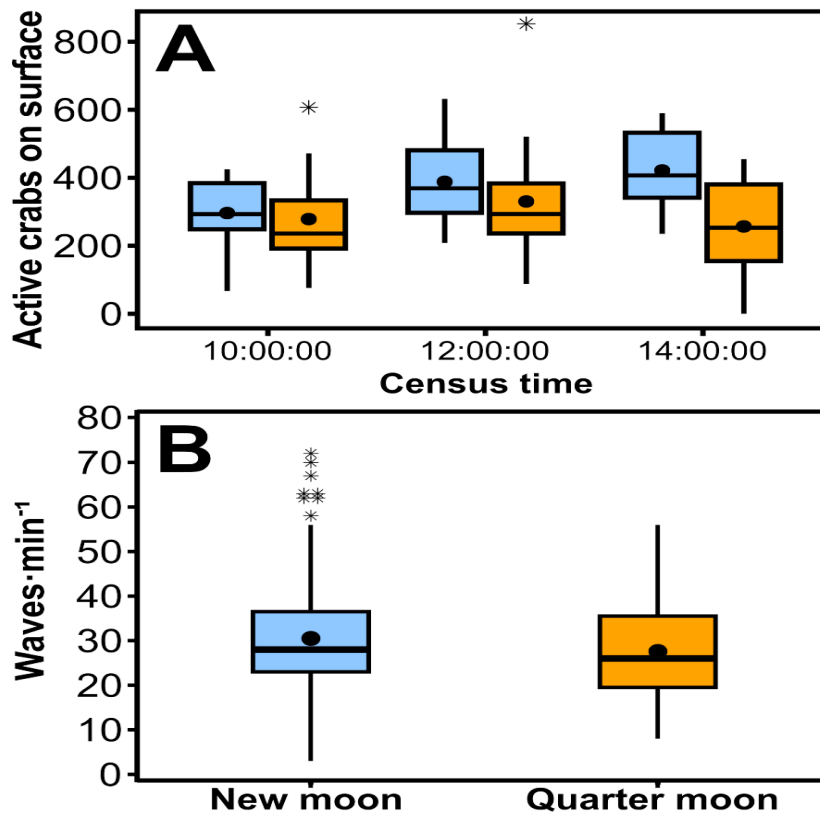 A
Active crabs on surface
800
600
400
200
0
10:00:00 12:00:00 14:00:00
Census time
B
Waves·min⁻¹
80
70
60
50
40
30
20
10
0
New moon Quarter moon